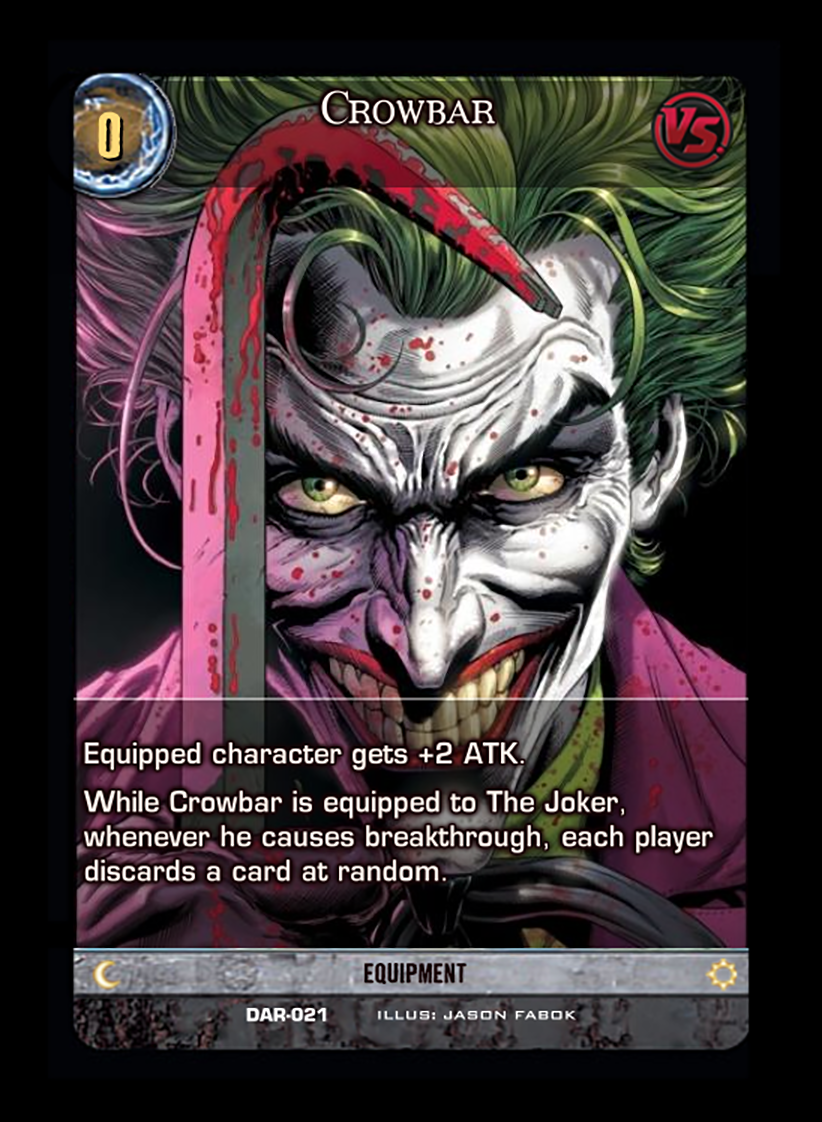 0
Crowbar
VS.
Equipped character gets +2 ATK.
While Crowbar is equipped to The Joker,
whenever he causes breakthrough, each player
discards a card at random.
EQUIPMENT
DAR-021 ILLUS: JASON FABOK